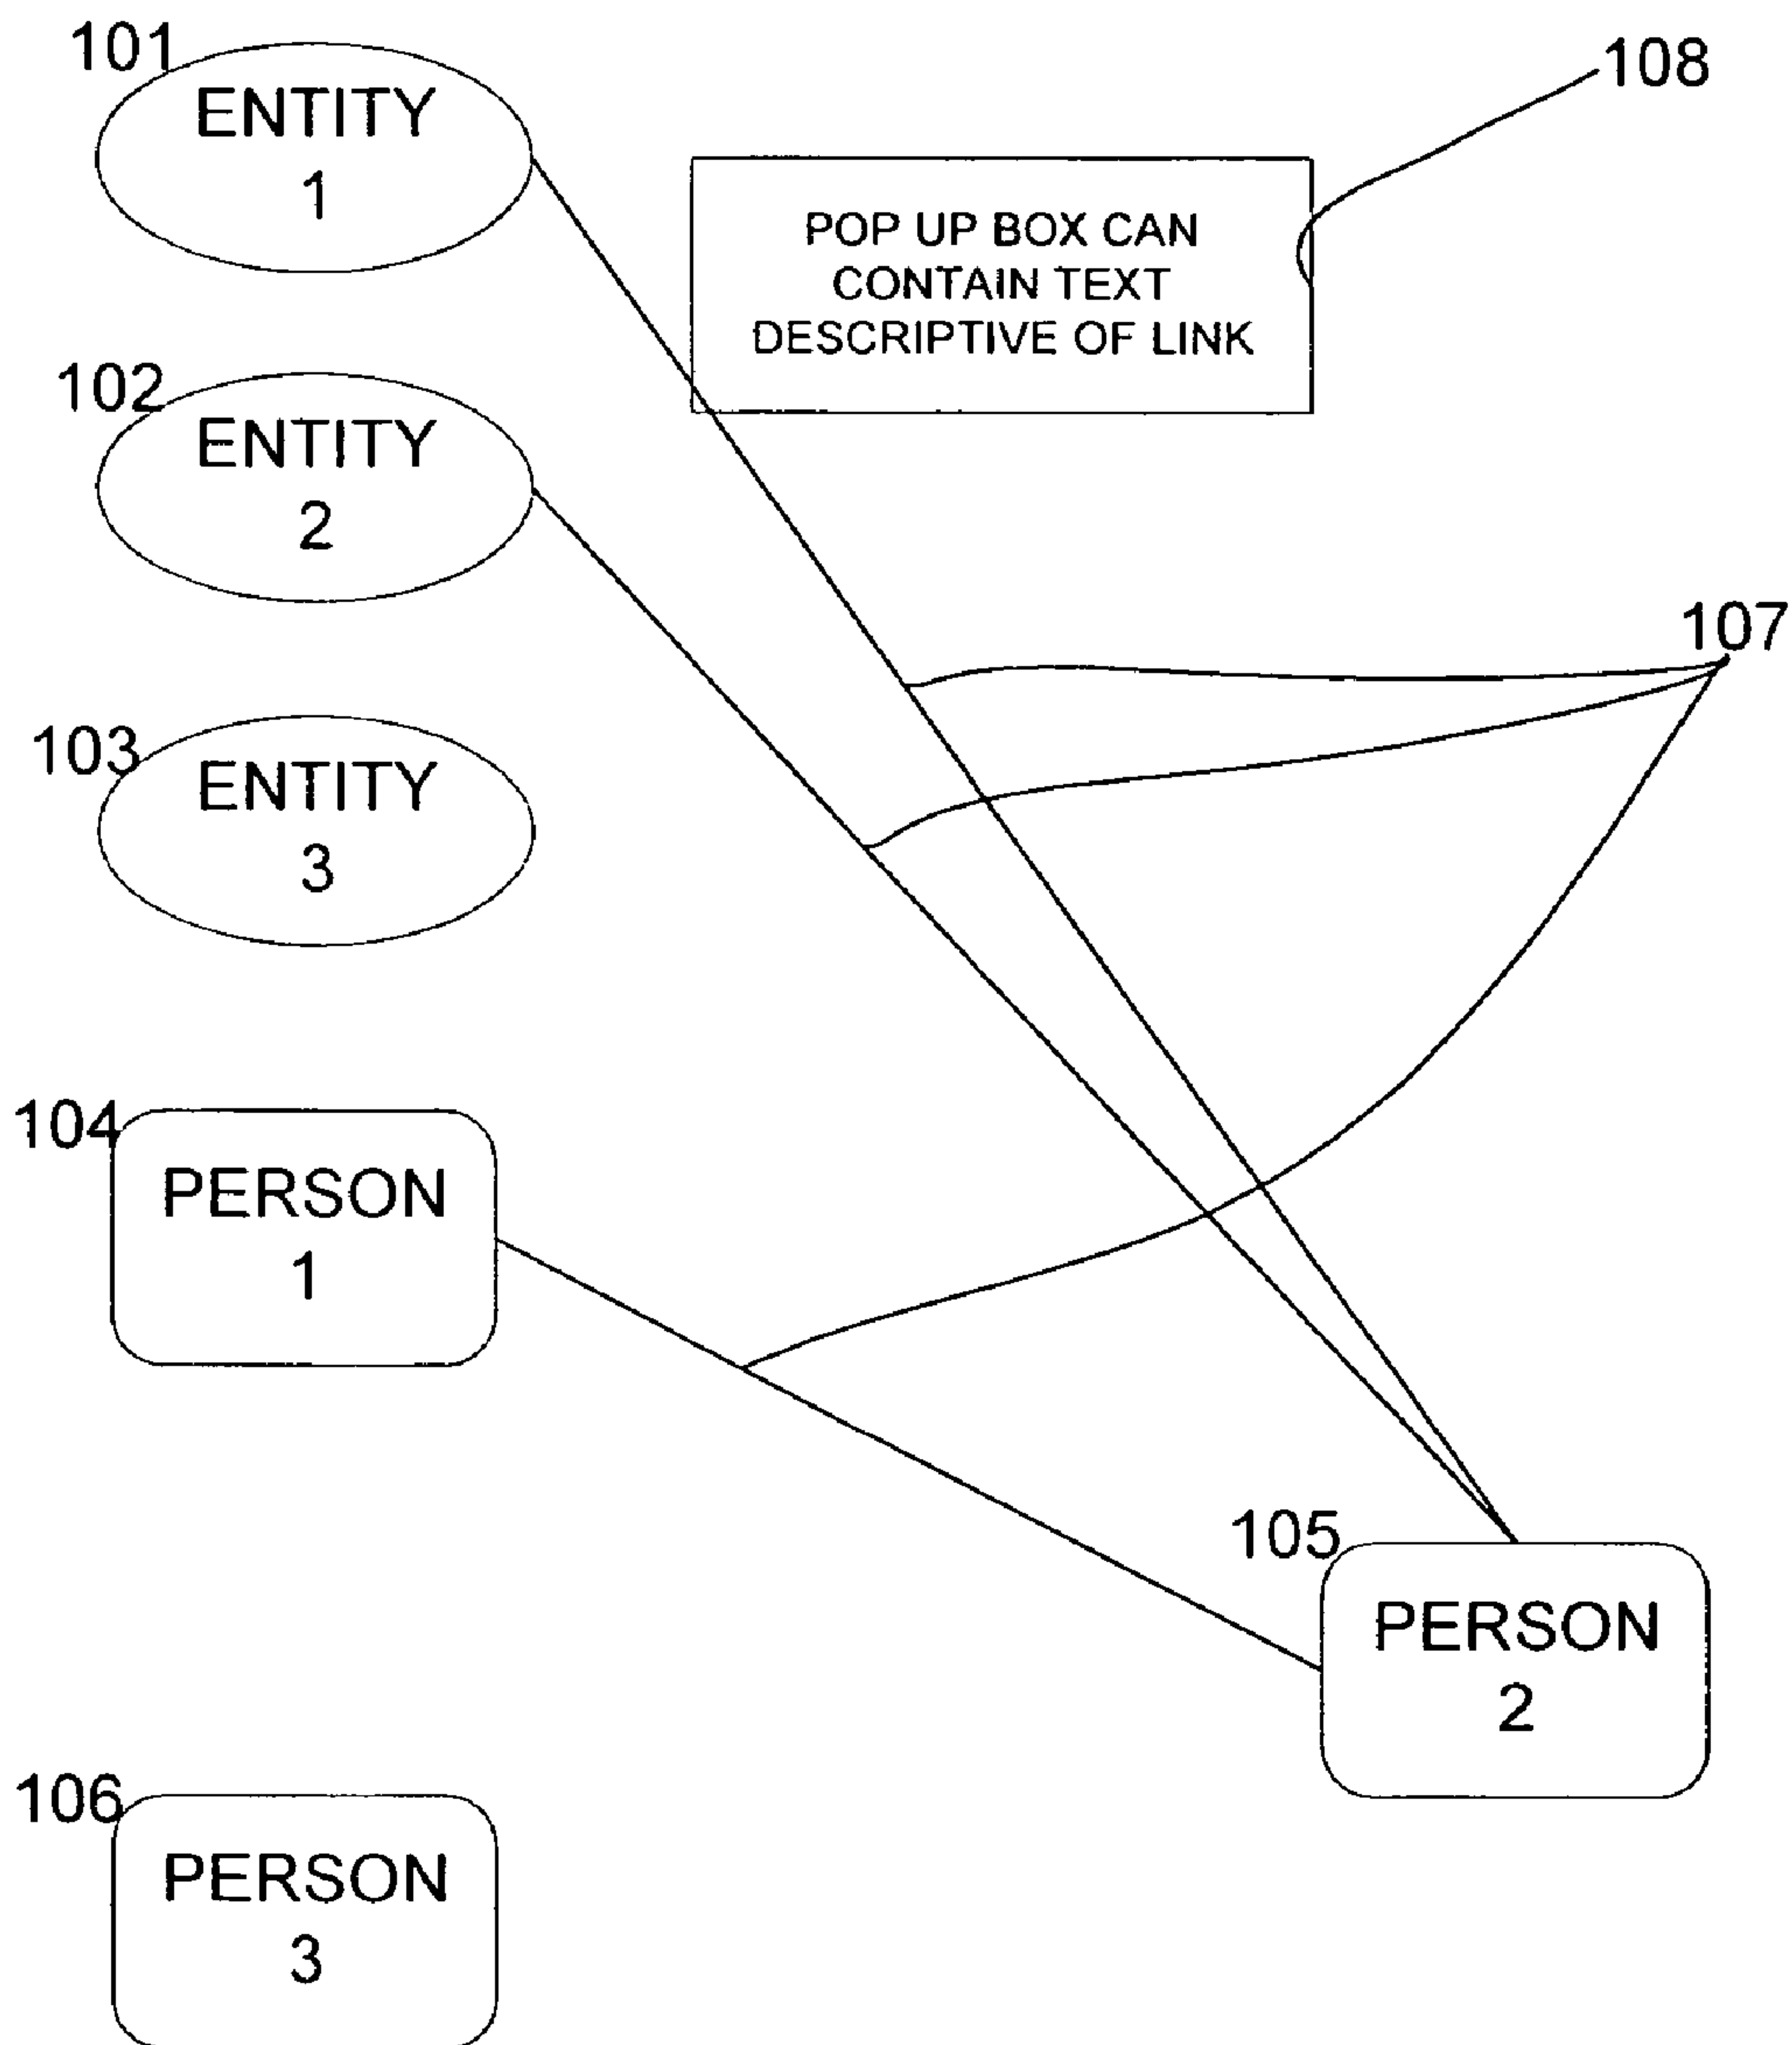 101
ENTITY
1
108
POP UP BOX CAN
CONTAIN TEXT
DESCRIPTIVE OF LINK
102
ENTITY
2
107
103
ENTITY
3
104
PERSON
1
105
PERSON
2
106
PERSON
3